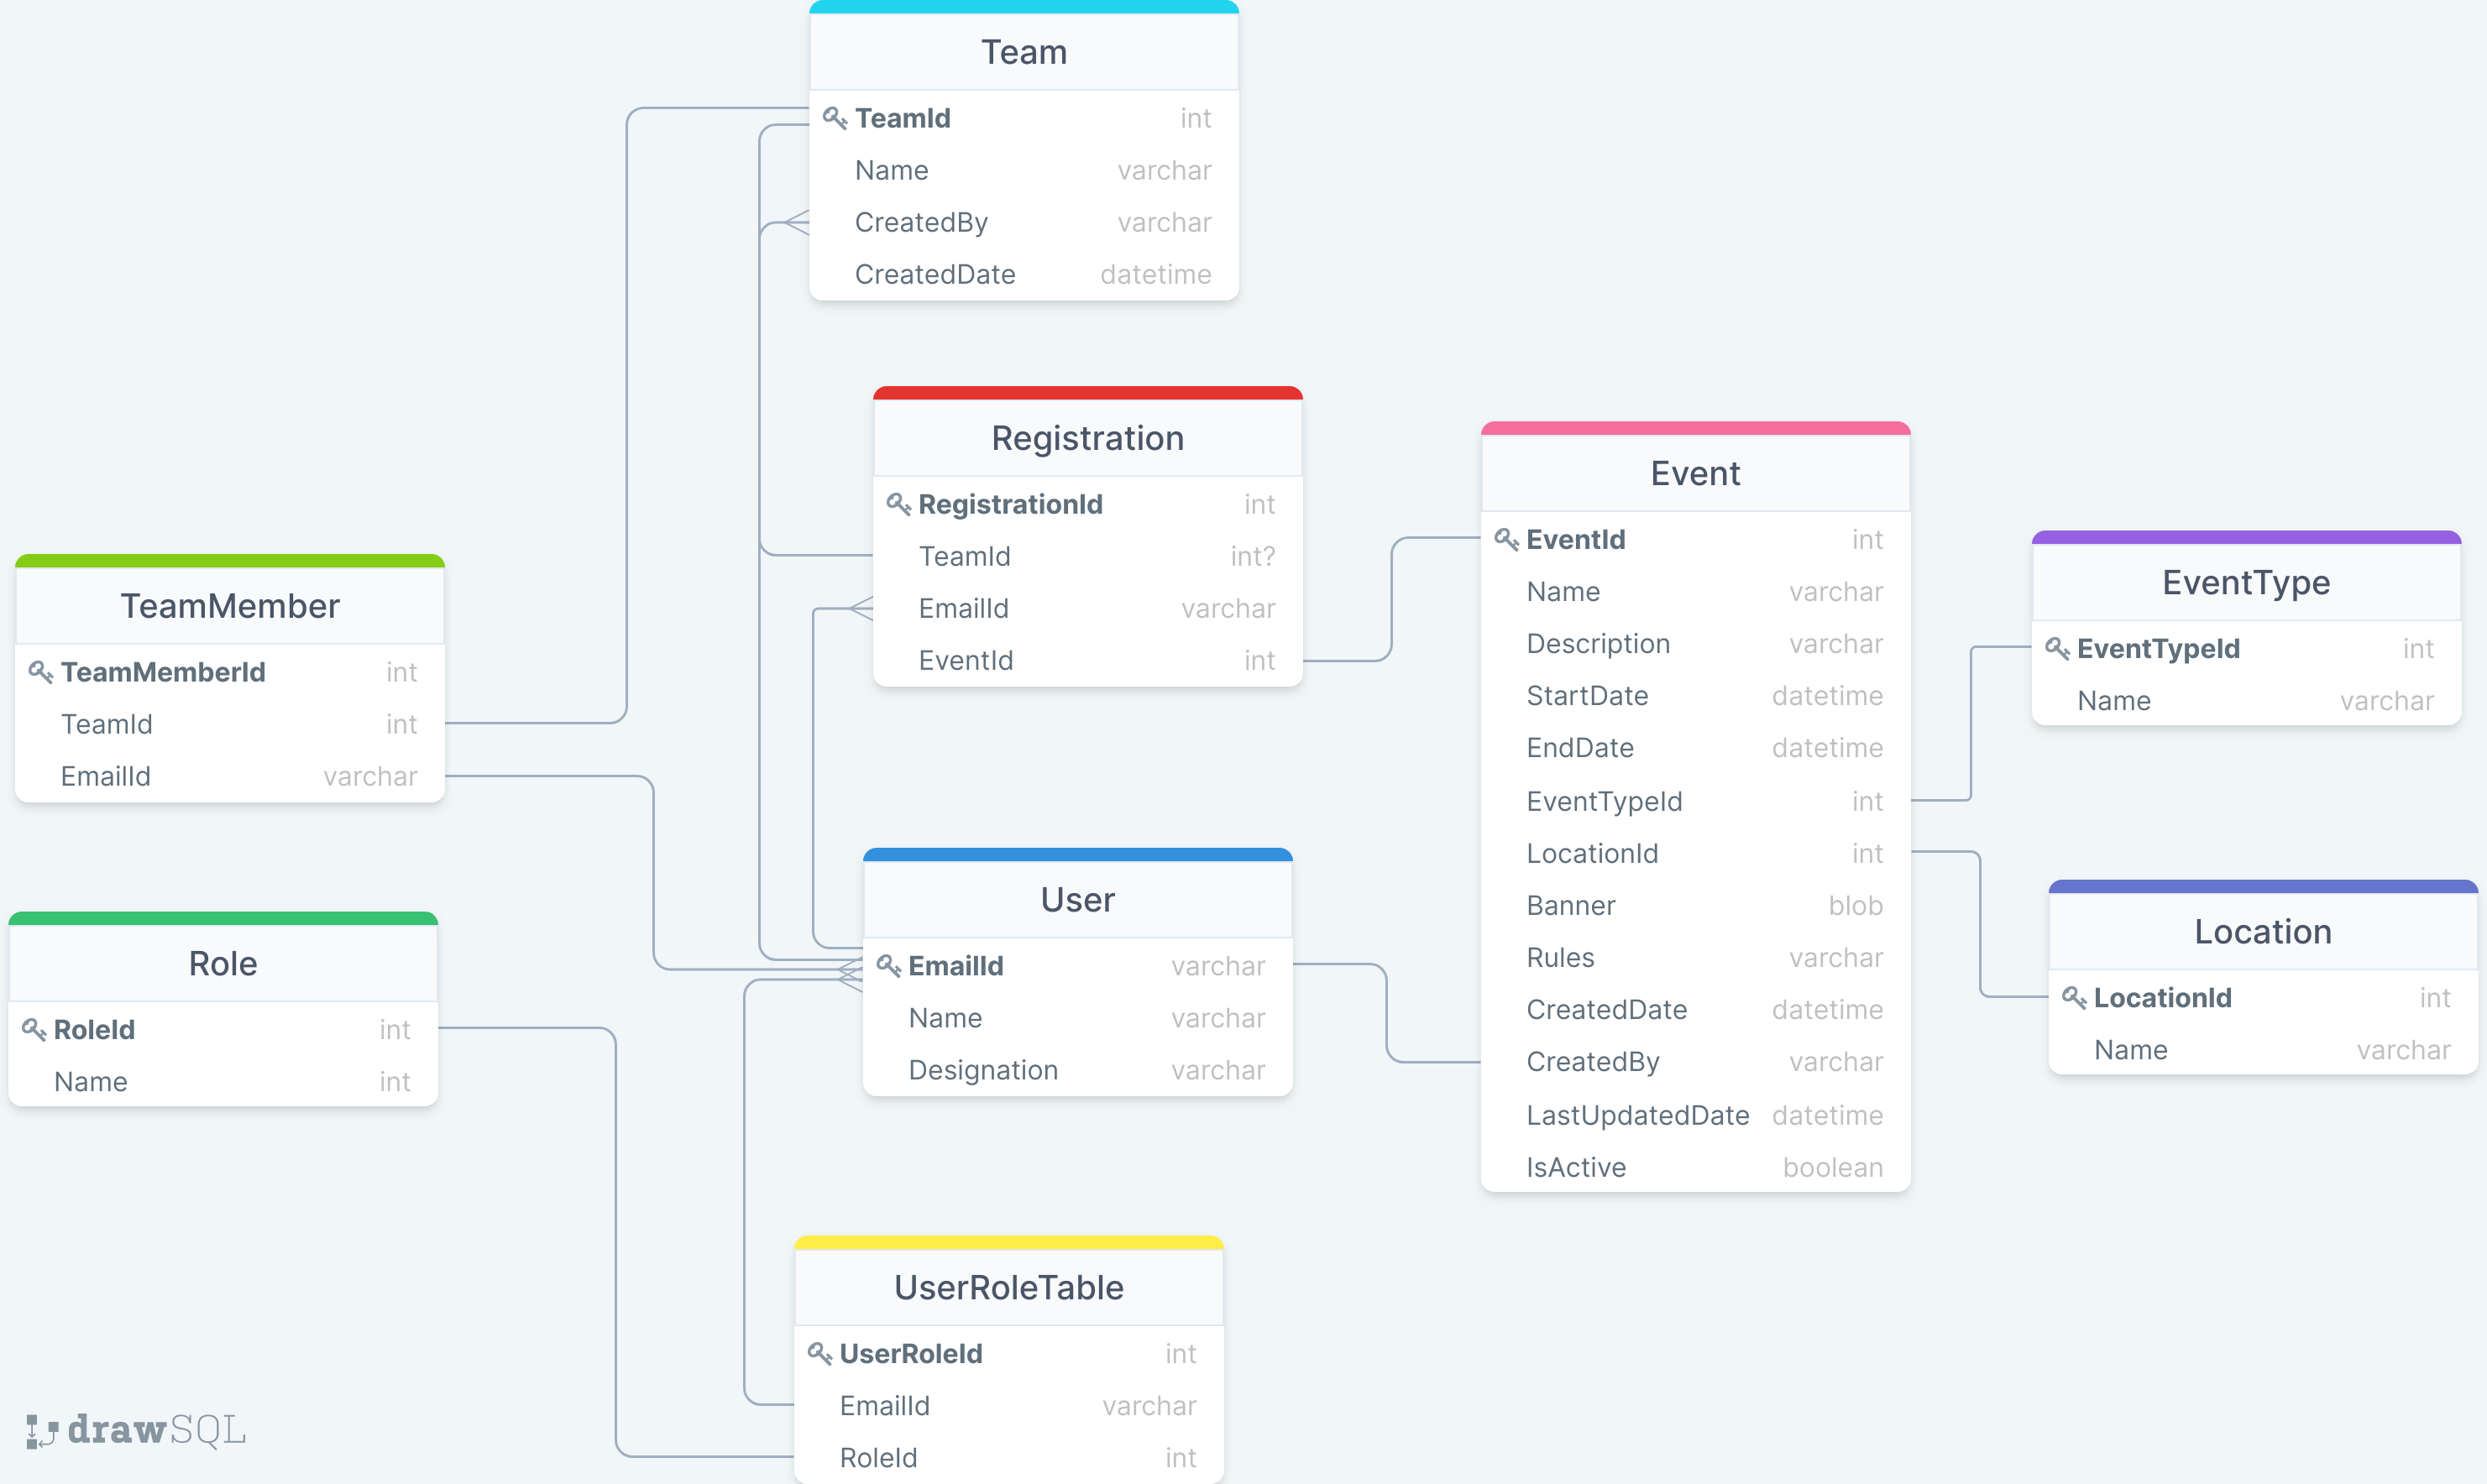 Team
TeamId int
Name varchar
CreatedBy varchar
CreatedDate datetime
Registration
RegistrationId int
TeamId int?
EmailId varchar
EventId int
Event
EventId int
Name varchar
Description varchar
StartDate datetime
EndDate datetime
EventTypeId int
LocationId int
Banner blob
Rules varchar
CreatedDate datetime
CreatedBy varchar
LastUpdatedDate datetime
IsActive boolean
EventType
EventTypeId int
Name varchar
TeamMember
TeamMemberId int
TeamId int
EmailId varchar
User
EmailId varchar
Name varchar
Designation varchar
Location
LocationId int
Name varchar
Role
RoleId int
Name int
UserRoleTable
UserRoleId int
EmailId varchar
RoleId int
drawSQL